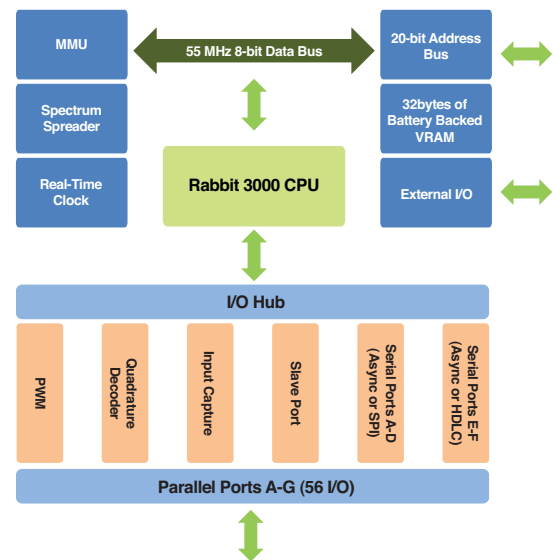 MMU
55 MHz 8-bit Data Bus
20-bit Address
Bus
Spectrum
Spreader
32bytes of
Battery Backed
VRAM
Real-Time
Clock
Rabbit 3000 CPU
External I/O
I/O Hub
PWM
Quadrature
Decoder
Input Capture
Slave Port
Serial Ports A-D
(Async or SPI)
Serial Ports E-F
(Async or HDLC)
Parallel Ports A-G (56 I/O)